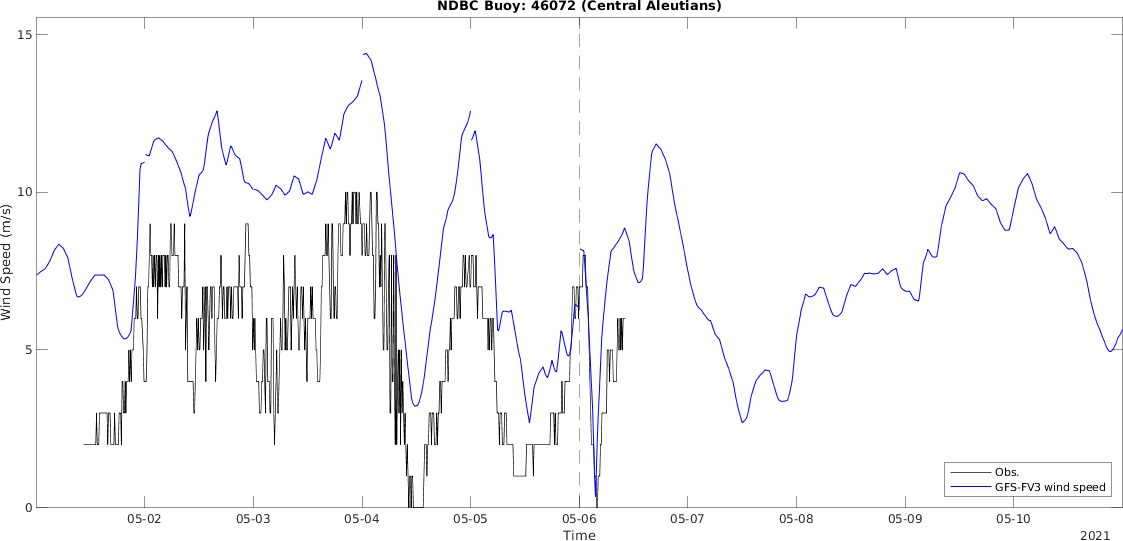 NDBC Buoy: 46072 (Central Aleutians)
15
10
5
0
Wind Speed (m/s)
05-02 05-03 05-04 05-05 05-06 05-07 05-08 05-09 05-10
Time
2021
Obs.
GFS-FV3 wind speed